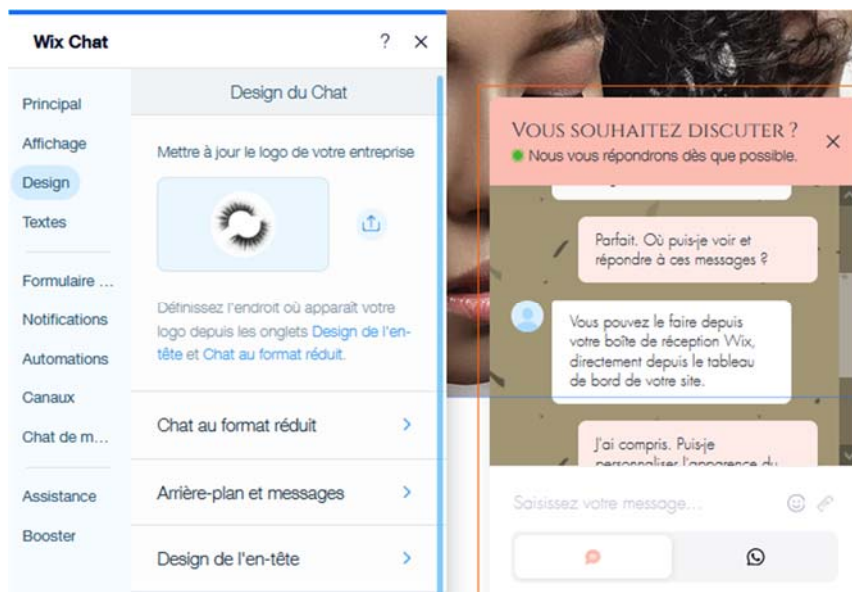 Wix Chat
?
Principal
Affichage
Design
Textes
Formulaire ...
Notifications
Automations
Canaux
Chat de m...
Assistance
Booster
Design du Chat
Mettre à jour le logo de votre entreprise
Définissez l'endroit où apparaît votre
logo depuis les onglets Design de l'en-
tête et Chat au format réduit.
Chat au format réduit
Arrière-plan et messages
Design de l'en-tête
VOUS SOUHAITEZ DISCUTER ?
Nous vous répondrons dès que possible.
Parfait. Où puis-je voir et
répondre à ces messages ?
Vous pouvez le faire depuis
votre boîte de réception Wix,
directement depuis le tableau
de bord de votre site.
J'ai compris. Puis-je
personnaliser l'apparence du
Saisissez votre message...